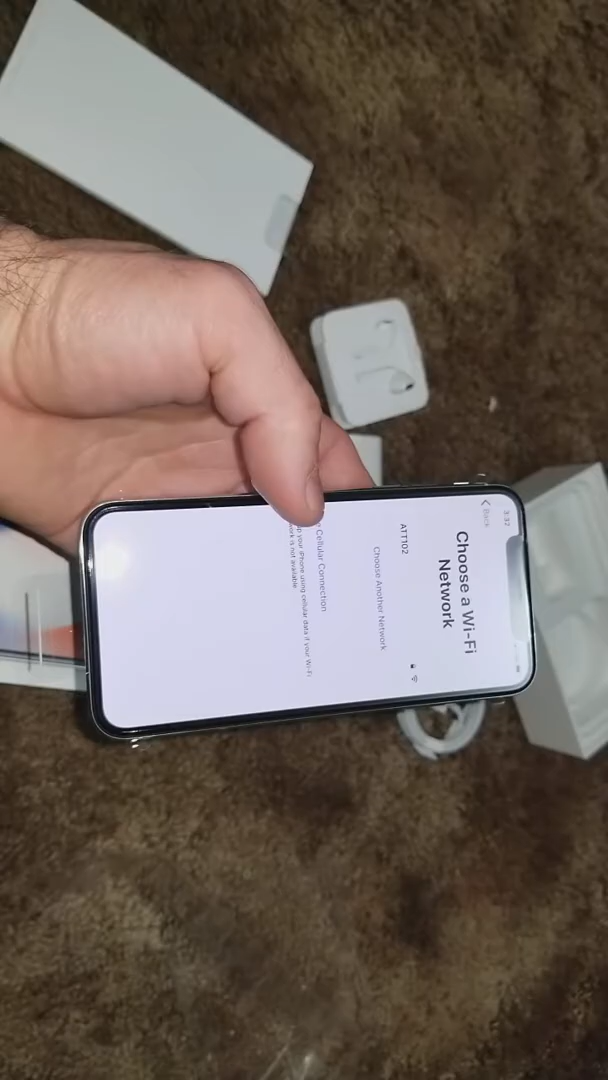 3:37
Back
Choose a Wi-Fi
Network
ATT102
Choose Another Network
Cellular Connection
your iPhone using cellular data if your Wi-Fi
is not available.